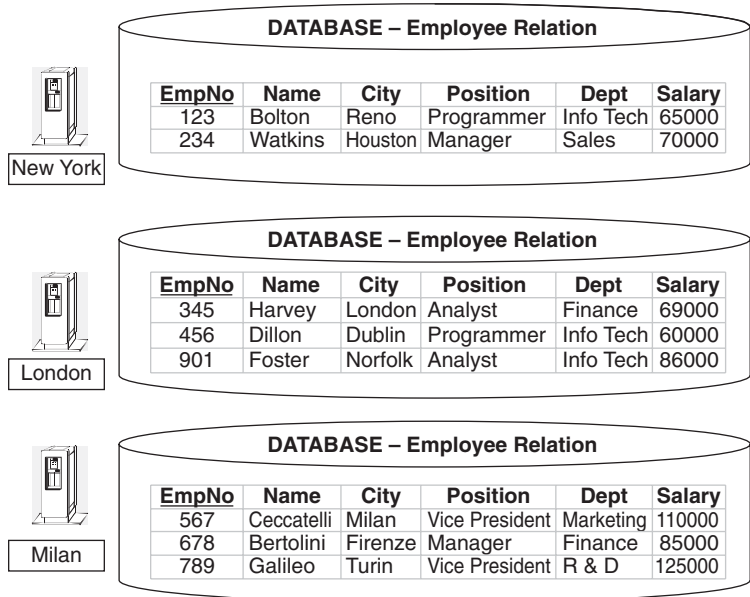 DATABASE – Employee Relation
EmpNo Name City Position Dept Salary
123 Bolton Reno Programmer Info Tech 65000
234 Watkins Houston Manager Sales 70000
New York
DATABASE – Employee Relation
EmpNo Name City Position Dept Salary
345 Harvey London Analyst Finance 69000
456 Dillon Dublin Programmer Info Tech 60000
901 Foster Norfolk Analyst Info Tech 86000
London
DATABASE – Employee Relation
EmpNo Name City Position Dept Salary
567 Ceccatelli Milan Vice President Marketing 110000
678 Bertolini Firenze Manager Finance 85000
789 Galileo Turin Vice President R & D 125000
Milan